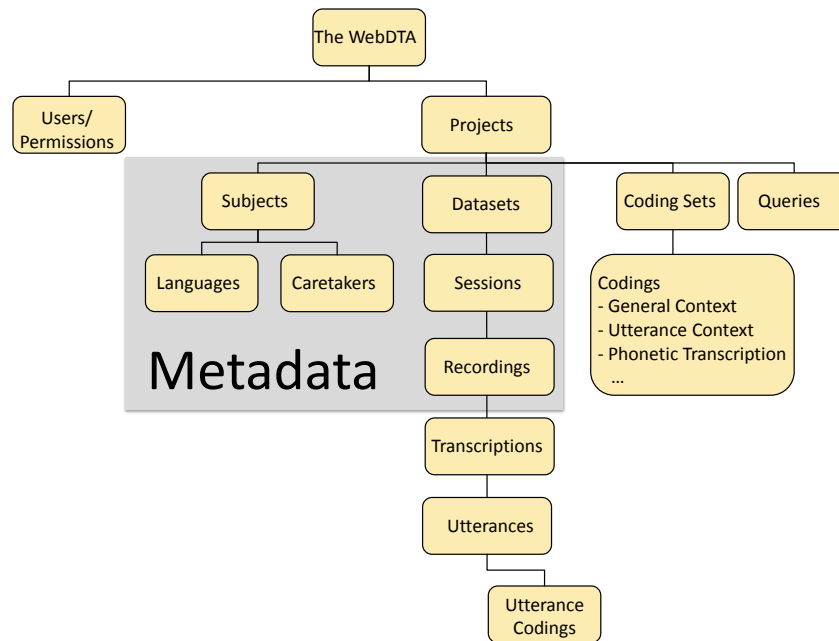 The WebDTA
Users/
Permissions
Projects
Subjects
Datasets
Coding Sets
Queries
Languages
Caretakers
Sessions
Codings
- General Context
- Utterance Context
- Phonetic Transcription
...
Metadata
Recordings
Transcriptions
Utterances
Utterance
Codings